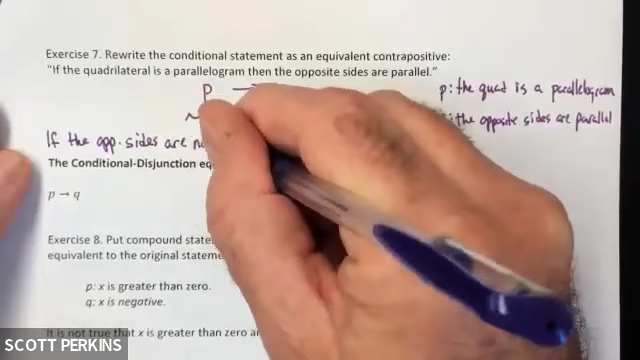 Exercise 7. Rewrite the conditional statement as an equivalent contrapositive:
"If the quadrilateral is a parallelogram then the opposite sides are parallel."
p →
p: the quad is a parallelogram
~
: the opposite sides are parallel
If the opp. sides are
The Conditional-Disjunction
p → q
Exercise 8. Put compound
equivalent to the original
p: x is greater than zero.
q: x is negative.
It is not true that x is greater than zero
SCOTT PERKINS